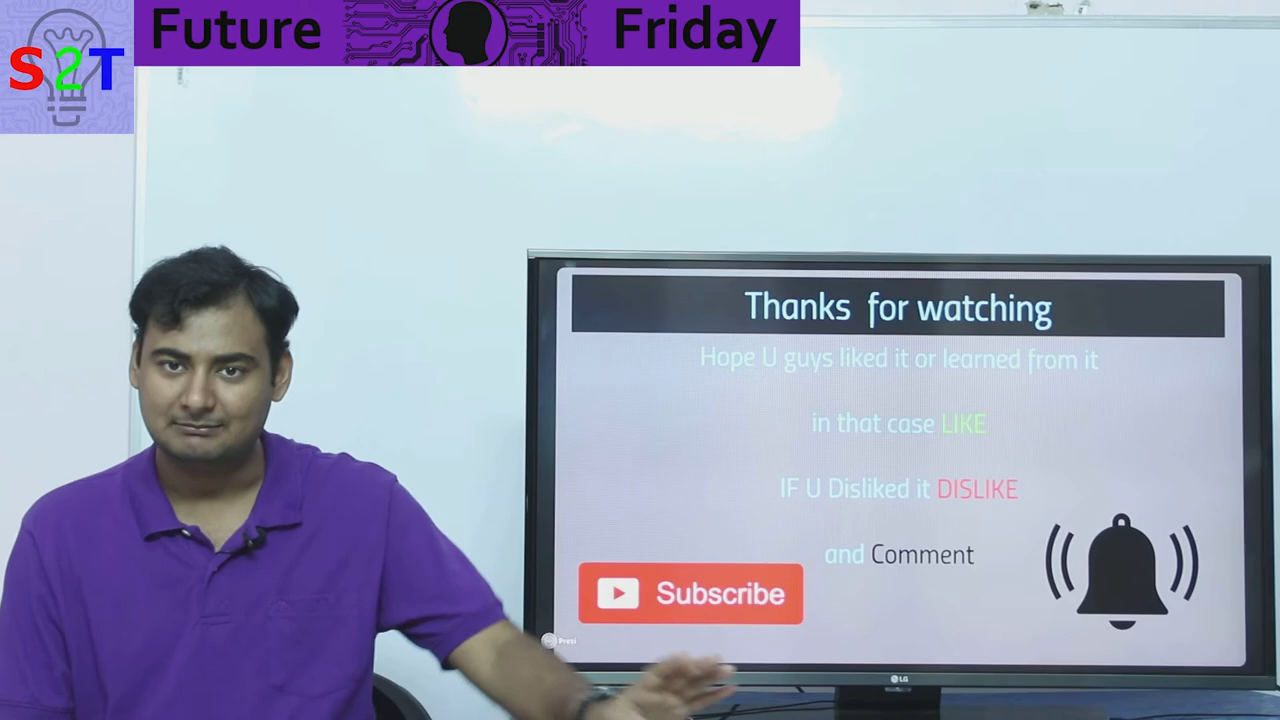 Future Friday
S2T
Thanks for watching
Hope U guys liked it or learned from it
in that case LIKE
IF U Disliked it DISLIKE
and Comment
Subscribe
Prezi
LG